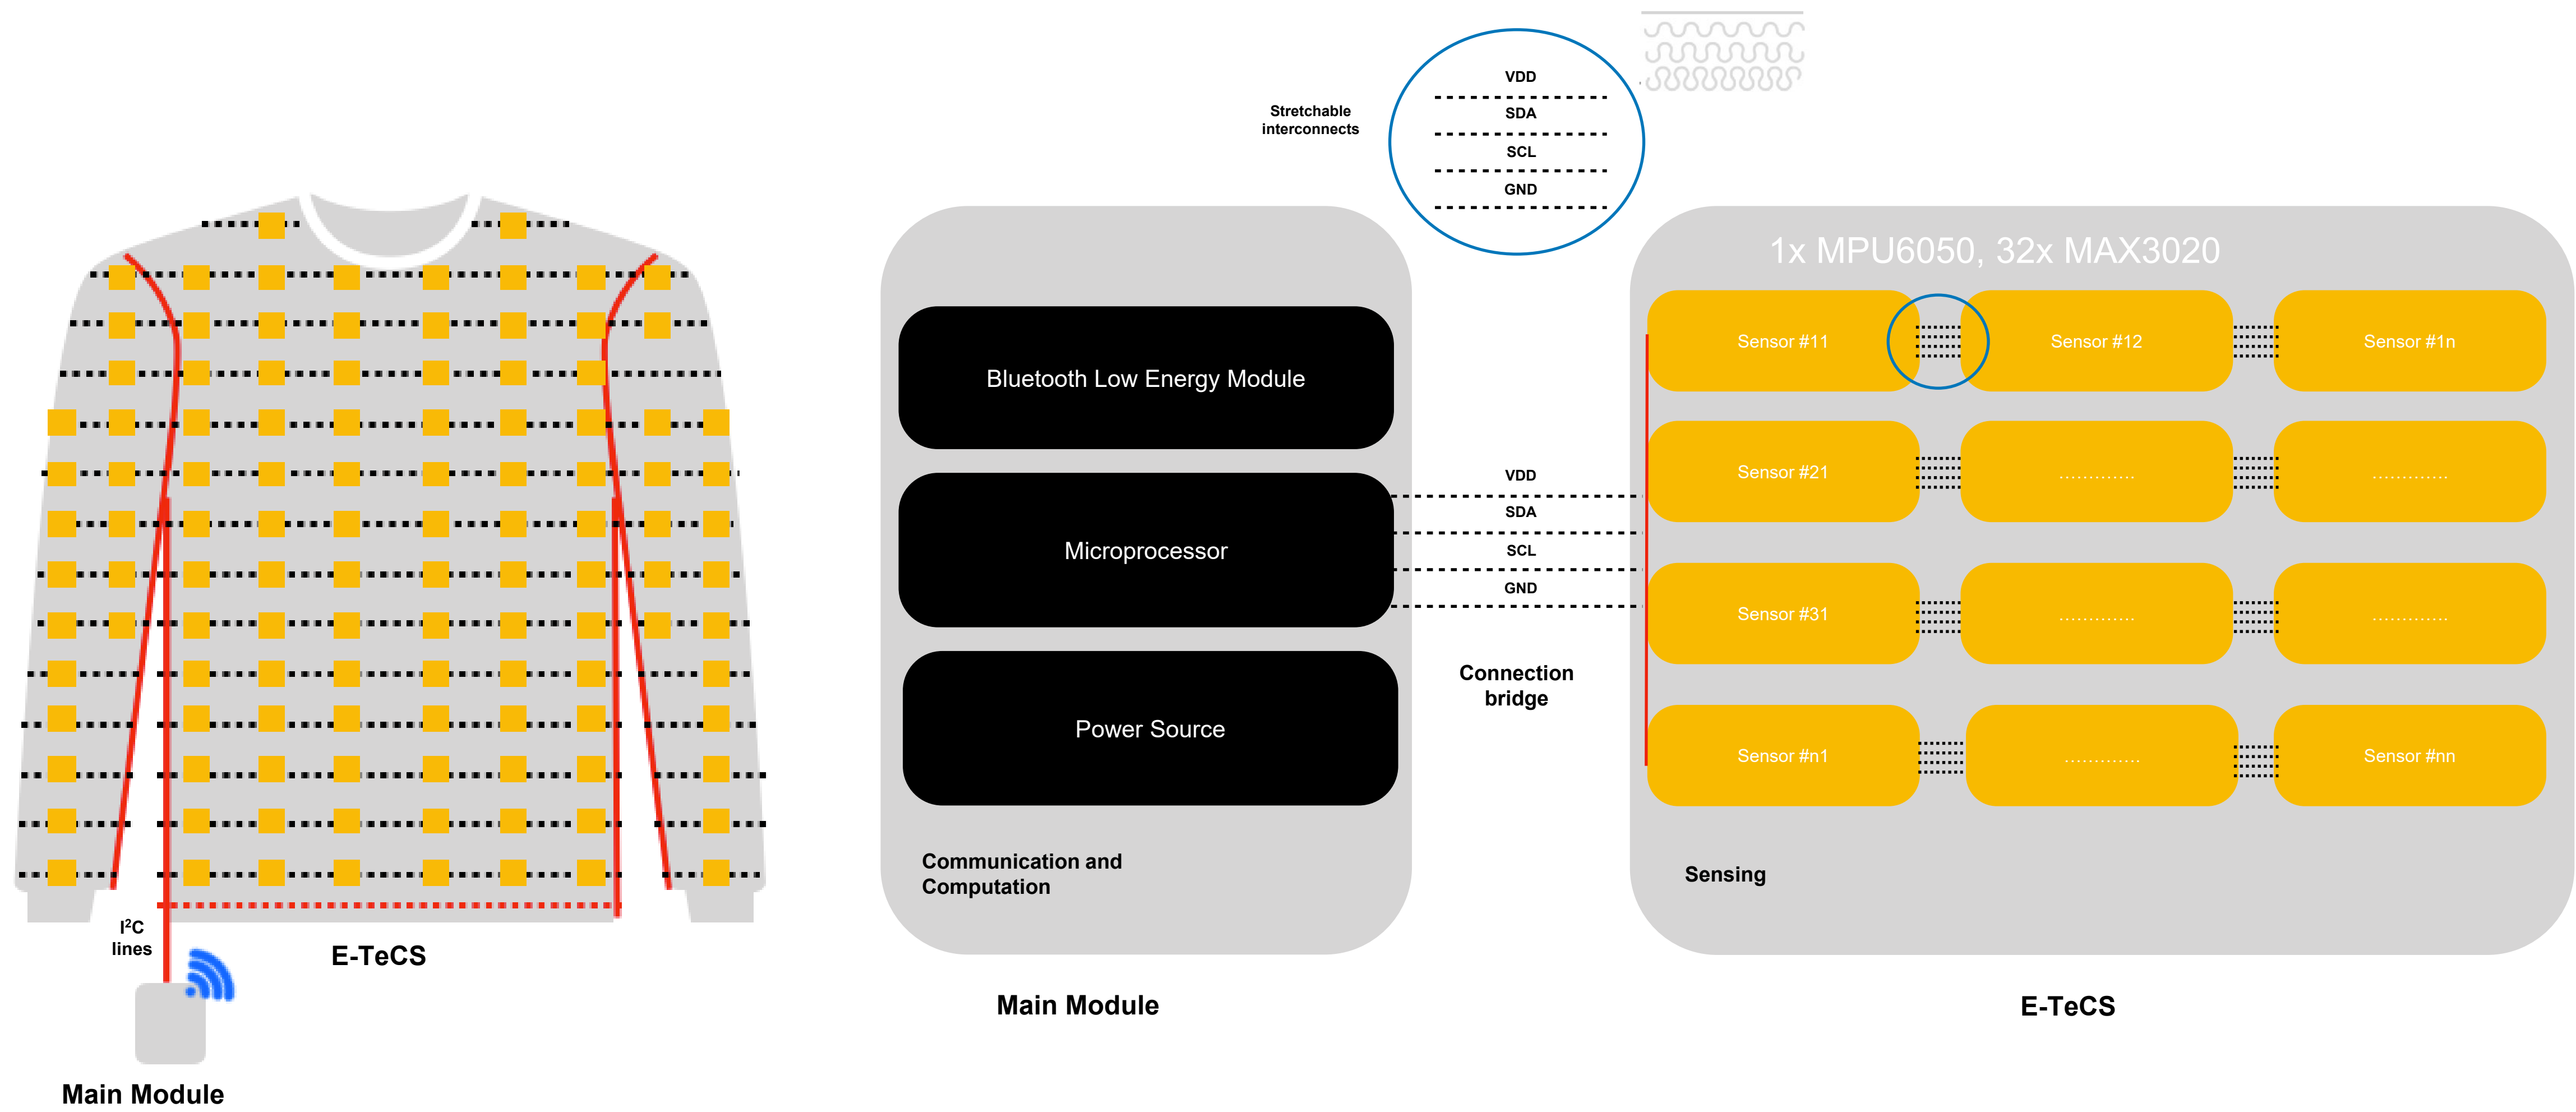 I²C
lines
E-TeCS
Main Module
Stretchable
interconnects
VDD
SDA
SCL
GND
Bluetooth Low Energy Module
Microprocessor
Power Source
Communication and
Computation
Main Module
VDD
SDA
SCL
GND
Connection
bridge
1x MPU6050, 32x MAX3020
Sensor #11
Sensor #12
Sensor #1n
Sensor #21
.............
.............
Sensor #31
.............
.............
Sensor #n1
.............
Sensor #nn
Sensing
E-TeCS